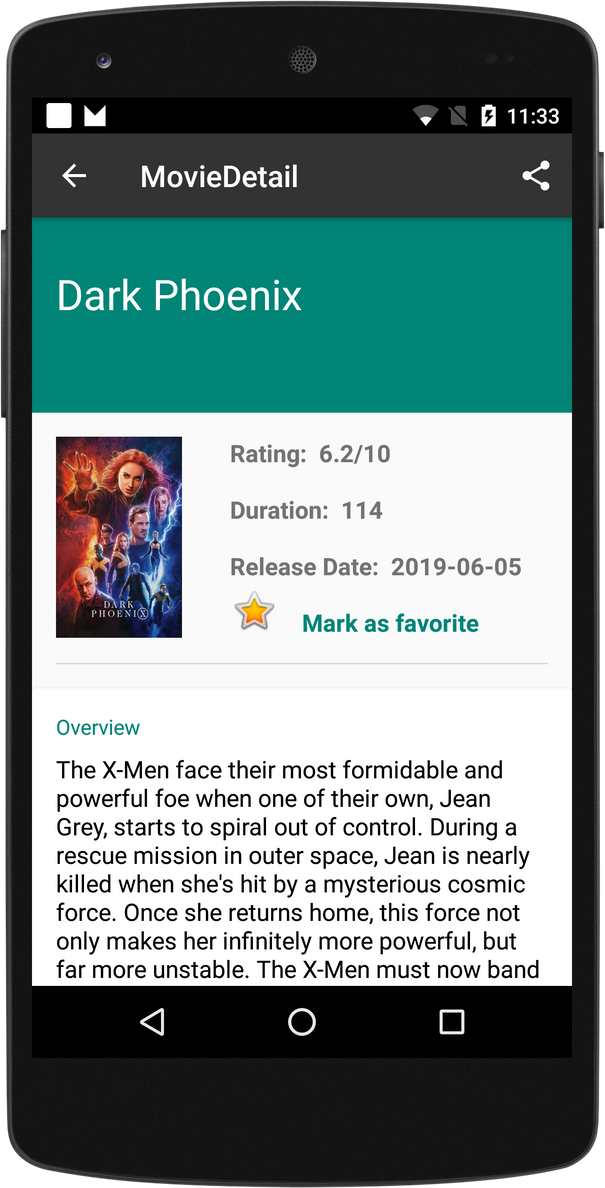 11:33
MovieDetail
Dark Phoenix
Rating: 6.2/10
Duration: 114
Release Date: 2019-06-05
Mark as favorite
DARK
PHOENIX
Overview
The X-Men face their most formidable and
powerful foe when one of their own, Jean
Grey, starts to spiral out of control. During a
rescue mission in outer space, Jean is nearly
killed when she's hit by a mysterious cosmic
force. Once she returns home, this force not
only makes her infinitely more powerful, but
far more unstable. The X-Men must now band